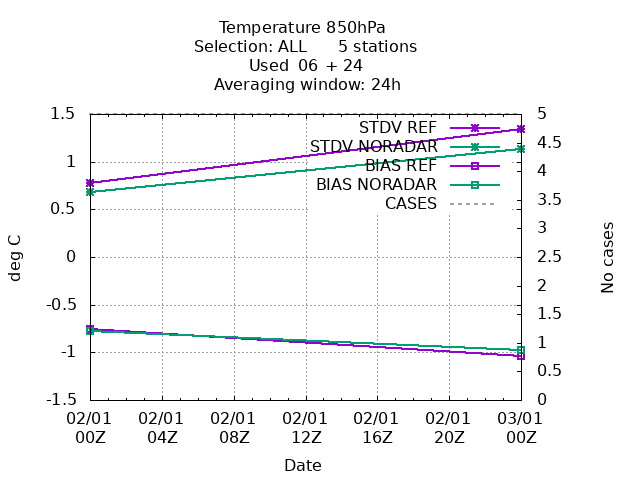 Temperature 850hPa
Selection: ALL 5 stations
Used 06 + 24
Averaging window: 24h
1.5
1
0.5
0
-0.5
-1
-1.5
deg C
5
4.5
4
3.5
3
2.5
2
1.5
1
0.5
0
No cases
STDV REF
STDV NORADAR
BIAS REF
BIAS NORADAR
CASES
02/01 02/01 02/01 02/01 02/01 02/01 03/01
00Z 04Z 08Z 12Z 16Z 20Z 00Z
Date